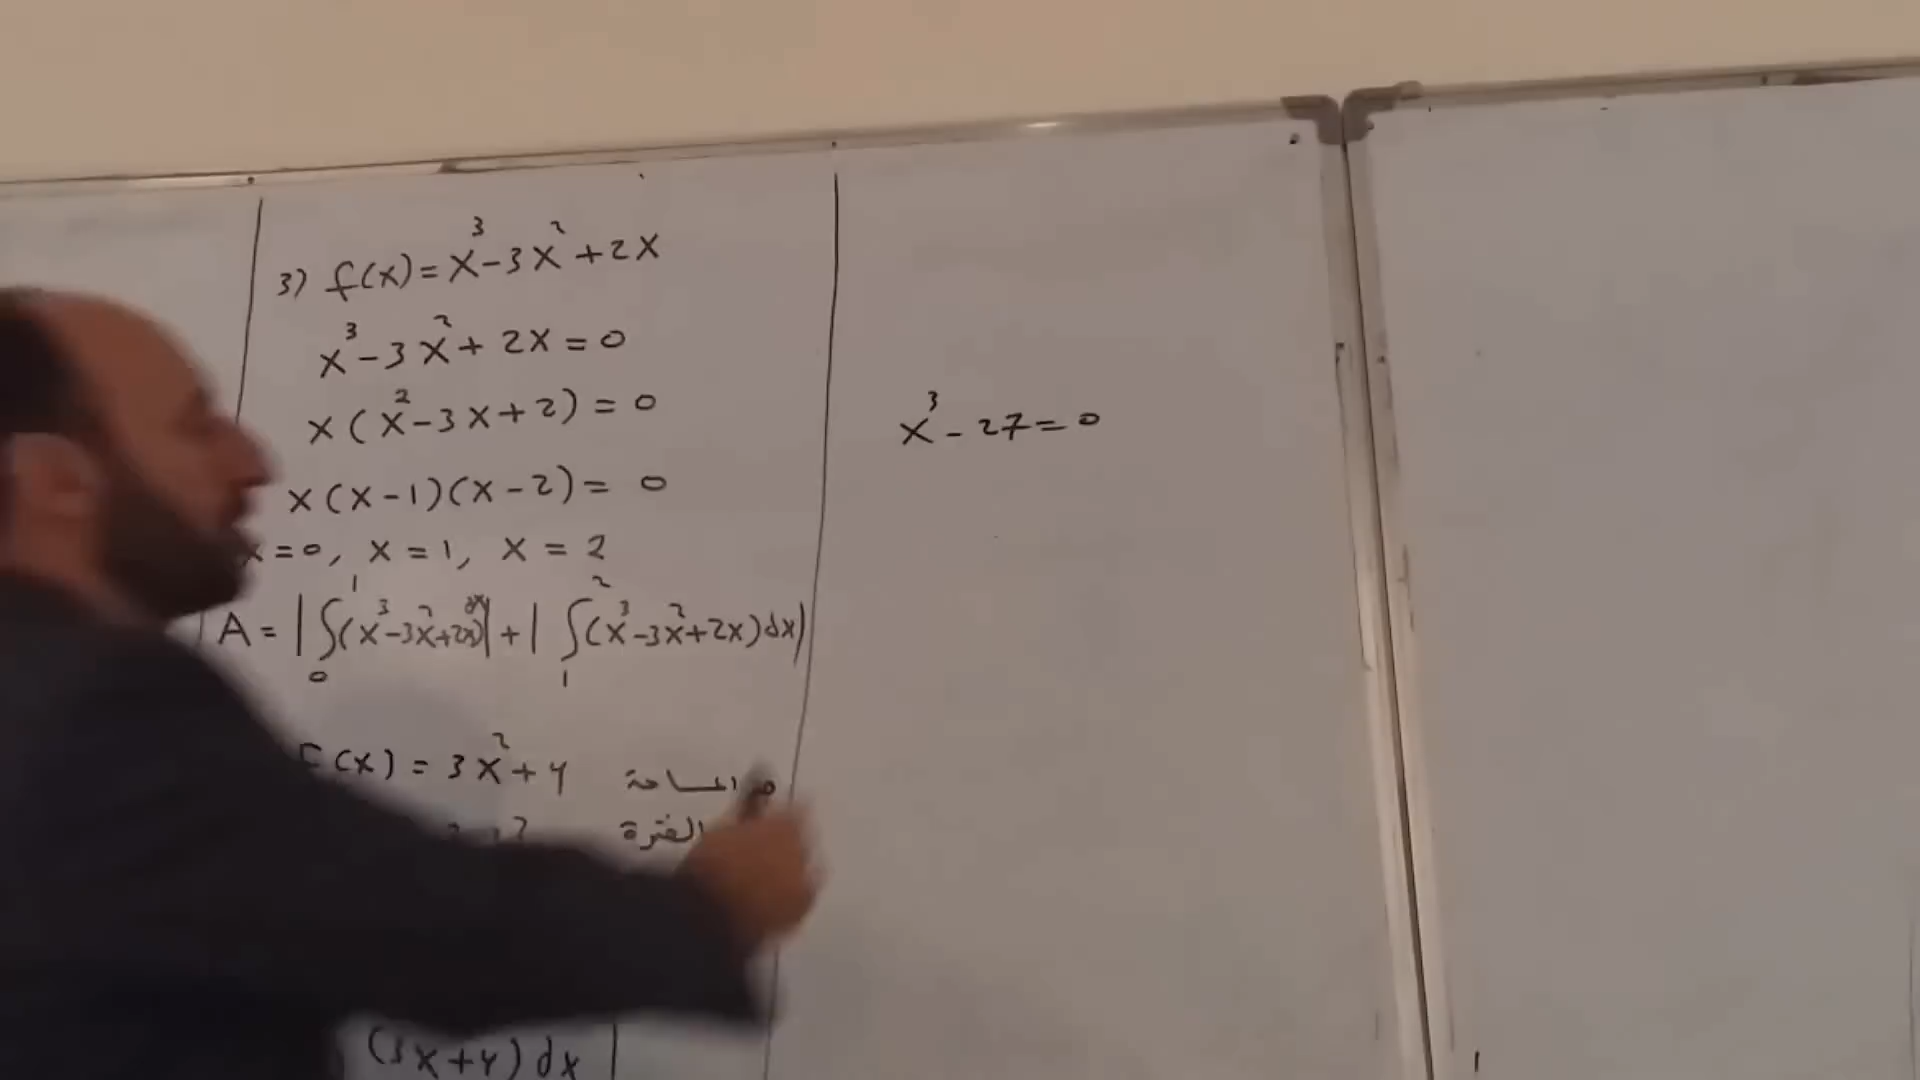 3) f(x)=x³-3x²+2x
x³-3x²+2x=0
x(x²-3x+2)=0
x(x-1)(x-2)=0
x=0, x=1, x=2
A=|∫₀¹(x³-3x²+2x)dx|+|∫₁²(x³-3x²+2x)dx|
(x)=3x²+4 المساحة
الفترة
(3x+4)dx|
x³-27=0